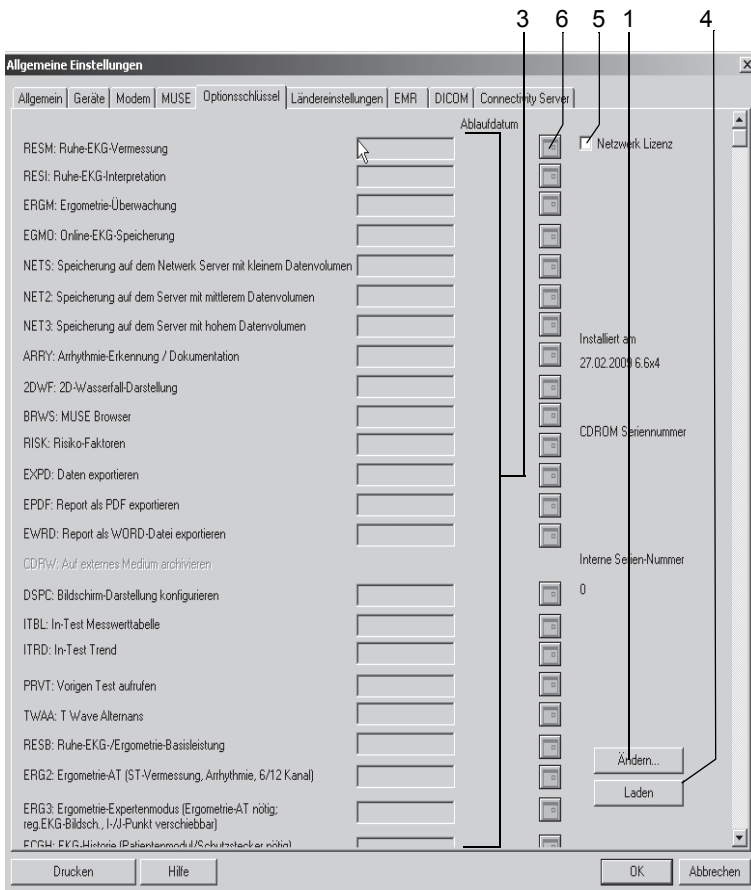 3 6 5 1 4
Allgemeine Einstellungen
Allgemein Geräte Modem MUSE Optionsschlüssel Ländereinstellungen EMR DICOM Connectivity Server
Ablaufdatum
RESM: Ruhe-EKG-Vermessung
Netzwerk Lizenz
RESI: Ruhe-EKG-Interpretation
ERGM: Ergometrie-Überwachung
EGMO: Online-EKG-Speicherung
NETS: Speicherung auf dem Netwerk Server mit kleinem Datenvolumen
NET2: Speicherung auf dem Server mit mittlerem Datenvolumen
NET3: Speicherung auf dem Server mit hohem Datenvolumen
Installiert am
ARRY: Arrhythmie-Erkennung / Dokumentation
27.02.2009 6.6x4
2DWF: 2D-Wasserfall-Darstellung
BRWS: MUSE Browser
CDROM Seriennummer
RISK: Risiko-Faktoren
EXPD: Daten exportieren
EPDF: Report als PDF exportieren
EWRD: Report als WORD-Datei exportieren
CDRW: Auf externes Medium archivieren
Interne Serien-Nummer
DSPC: Bildschirm-Darstellung konfigurieren
0
ITBL: In-Test Messwerttabelle
ITRD: In-Test Trend
PRVT: Vorigen Test aufrufen
TWAA: T Wave Alternans
RESB: Ruhe-EKG-/Ergometrie-Basisleistung
Ändern...
ERG2: Ergometrie-AT (ST-Vermessung, Arrhythmie, 6/12 Kanal)
Laden
ERG3: Ergometrie-Expertenmodus (Ergometrie-AT nötig;
reg.EKG-Bildsch., I-/J-Punkt verschiebbar)
ECGH: EKG-Historie (Patientenmodul/Schutzstecker nötig)
Drucken Hilfe OK Abbrechen